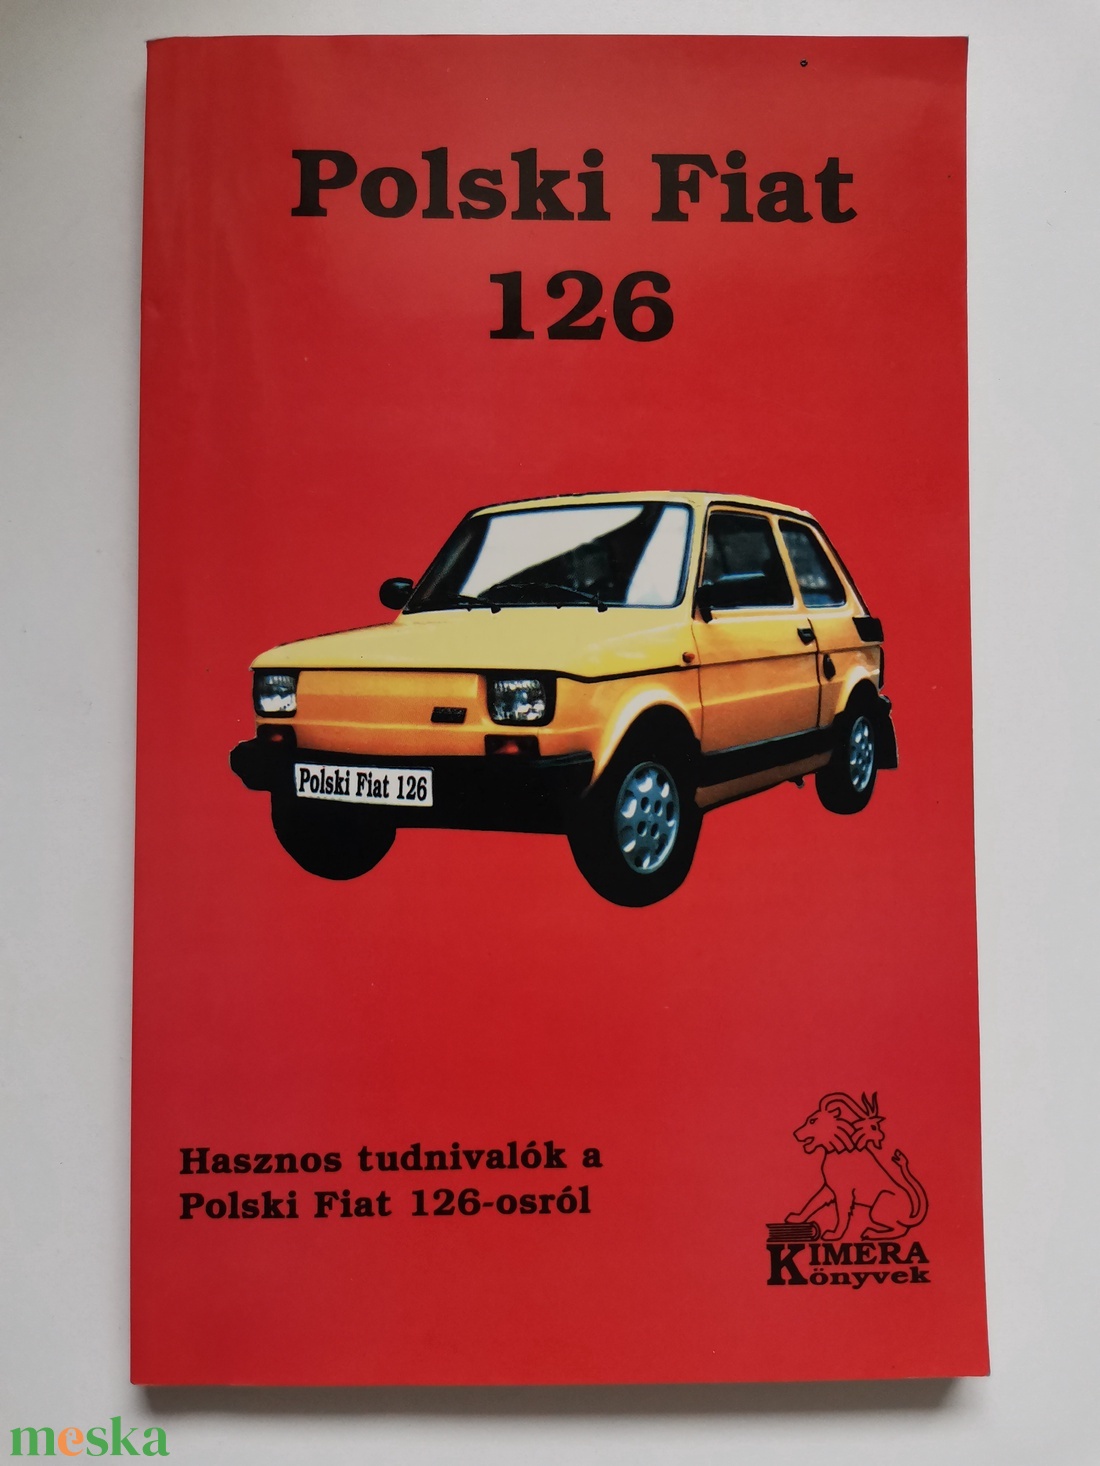 Polski Fiat
126
Polski Fiat 126
Hasznos tudnivalók a
Polski Fiat 126-osról
KIMERA
Könyvek
meska